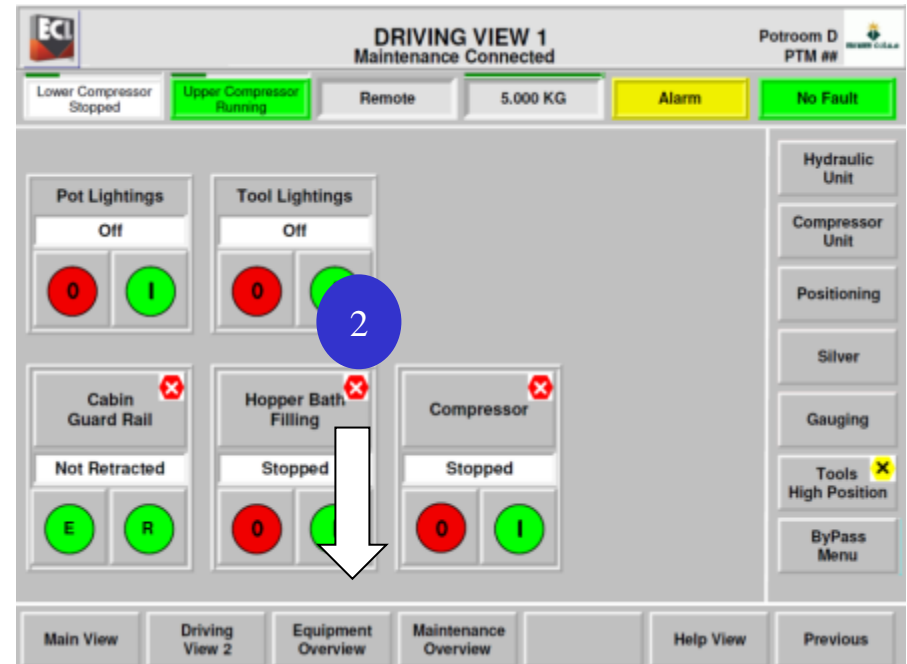 ECL
DRIVING VIEW 1
Maintenance Connected
Potroom D
PTM ##
Lower Compressor
Stopped
Upper Compressor
Running
Remote
5.000 KG
Alarm
No Fault
Hydraulic
Unit
Pot Lightings
Tool Lightings
Off
Off
Compressor
Unit
0
I
0
Positioning
2
Silver
Cabin
Guard Rail
Hopper Bath
Filling
Compressor
Gauging
Not Retracted
Stopped
Stopped
Tools
High Position
E
R
0
0
I
ByPass
Menu
Main View
Driving
View 2
Equipment
Overview
Maintenance
Overview
Help View
Previous